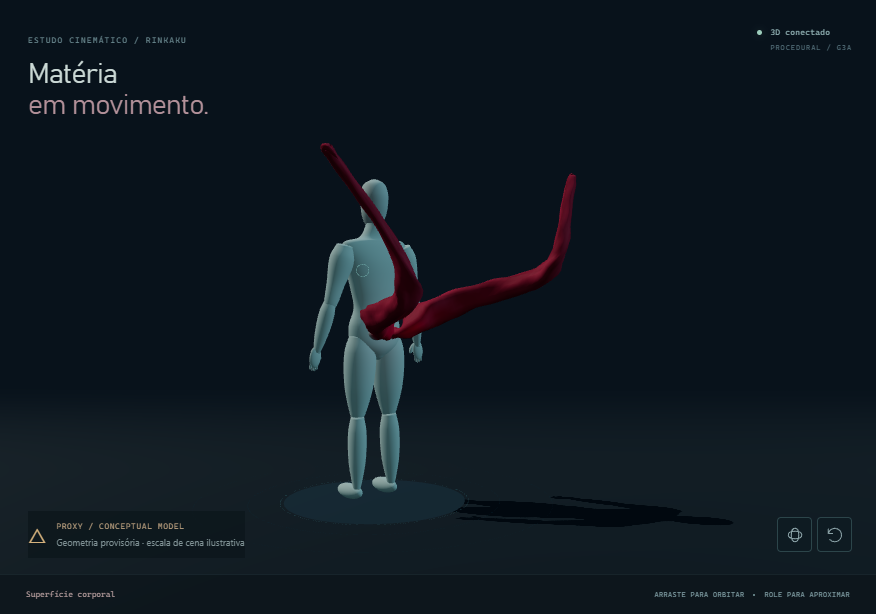 ESTUDO CINEMÁTICO / RINKAKU
Matéria
em movimento.
3D conectado
PROCEDURAL / G3A
PROXY / CONCEPTUAL MODEL
Geometria provisória · escala de cena ilustrativa
Superfície corporal
ARRASTE PARA ORBITAR • ROLE PARA APROXIMAR